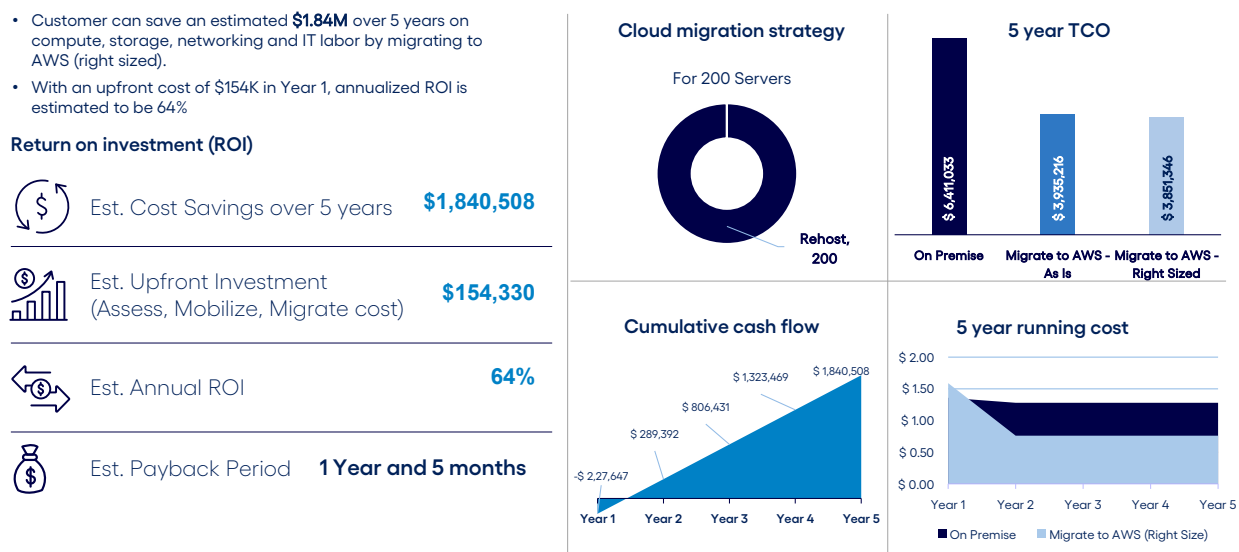 • Customer can save an estimated $1.84M over 5 years on
compute, storage, networking and IT labor by migrating to
AWS (right sized).
• With an upfront cost of $154K in Year 1, annualized ROI is
estimated to be 64%
Return on investment (ROI)
$
Est. Cost Savings over 5 years $1,840,508
$
Est. Upfront Investment
(Assess, Mobilize, Migrate cost) $154,330
$
Est. Annual ROI 64%
$
Est. Payback Period 1 Year and 5 months
Cloud migration strategy
For 200 Servers
Rehost,
200
5 year TCO
$ 6,411,033
$ 3,935,216
$ 3,851,346
On Premise
Migrate to AWS -
As Is
Migrate to AWS -
Right Sized
Cumulative cash flow
-$ 2,27,647
$ 289,392
$ 806,431
$ 1,323,469
$ 1,840,508
Year 1 Year 2 Year 3 Year 4 Year 5
5 year running cost
$ 2.00
$ 1.50
$ 1.00
$ 0.50
$ 0.00
Year 1 Year 2 Year 3 Year 4 Year 5
On Premise Migrate to AWS (Right Size)